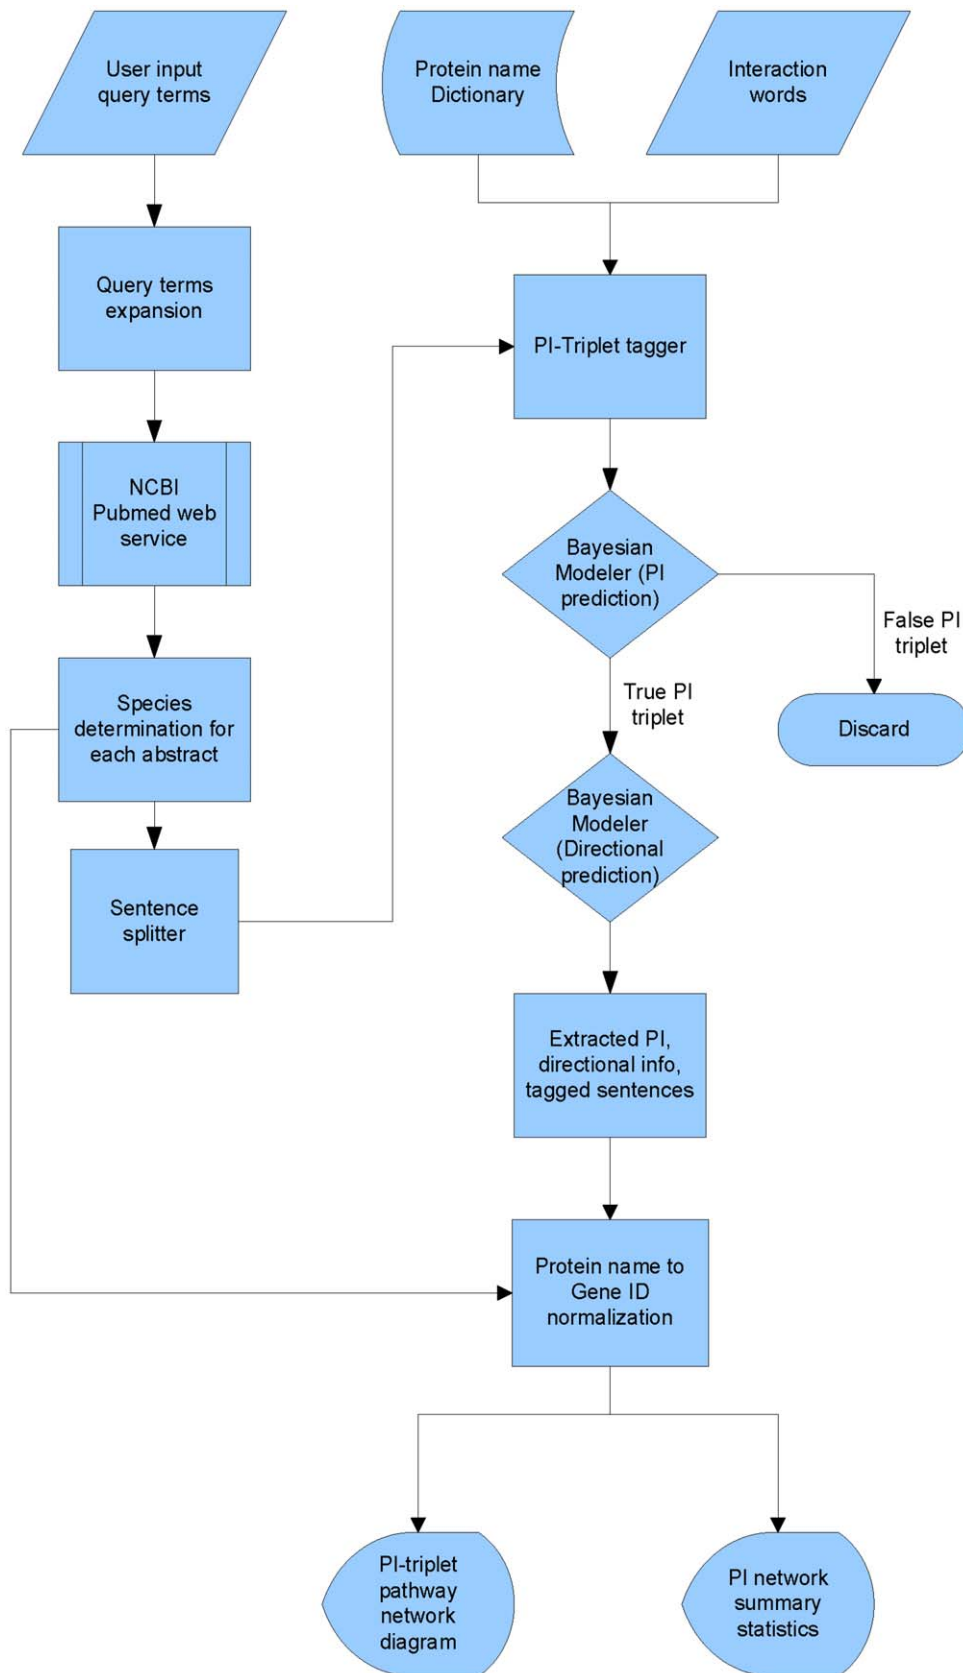 User input
query terms
Protein name
Dictionary
Interaction
words
Query terms
expansion
PI-Triplet tagger
NCBI
Pubmed web
service
Bayesian
Modeler (PI
prediction)
False PI
triplet
Species
determination for
each abstract
True PI
triplet
Discard
Bayesian
Modeler
(Directional
prediction)
Sentence
splitter
Extracted PI,
directional info,
tagged sentences
Protein name to
Gene ID
normalization
PI-triplet
pathway
network
diagram
PI network
summary
statistics